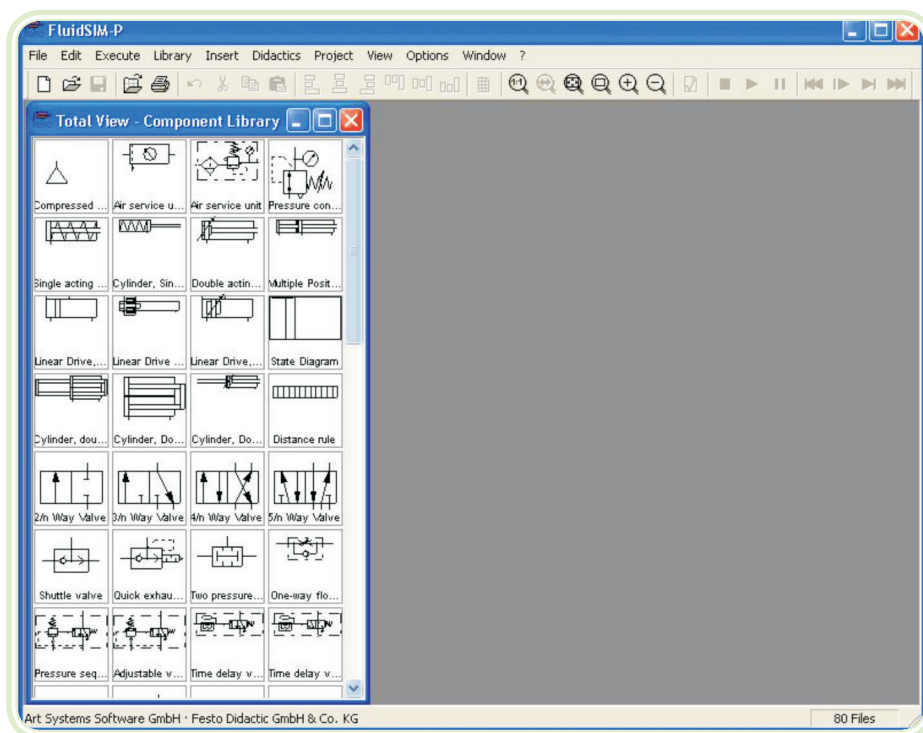 FluidSIM-P
File Edit Execute Library Insert Didactics Project View Options Window ?
1:1
Total View - Component Library
Compressed ... Air service u... Air service unit Pressure con...
Single acting ... Cylinder, Sin... Double actin... Multiple Posit...
Linear Drive,... Linear Drive ... Linear Drive,... State Diagram
Cylinder, dou... Cylinder, Do... Cylinder, Do... Distance rule
2/n Way Valve 3/n Way Valve 4/n Way Valve 5/n Way Valve
Shuttle valve Quick exhau... Two pressure... One-way flo...
Pressure seq... Adjustable v... Time delay v... Time delay v...
Art Systems Software GmbH · Festo Didactic GmbH & Co. KG 80 Files